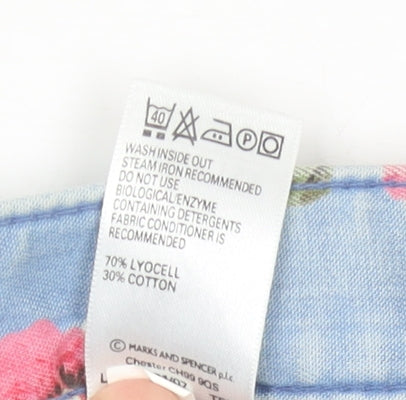 40 P
WASH INSIDE OUT
STEAM IRON RECOMMENDED
DO NOT USE
BIOLOGICAL/ENZYME
CONTAINING DETERGENTS
FABRIC CONDITIONER IS
RECOMMENDED
70% LYOCELL
30% COTTON
© MARKS AND SPENCER p.l.c.
Chester CH99 9QS